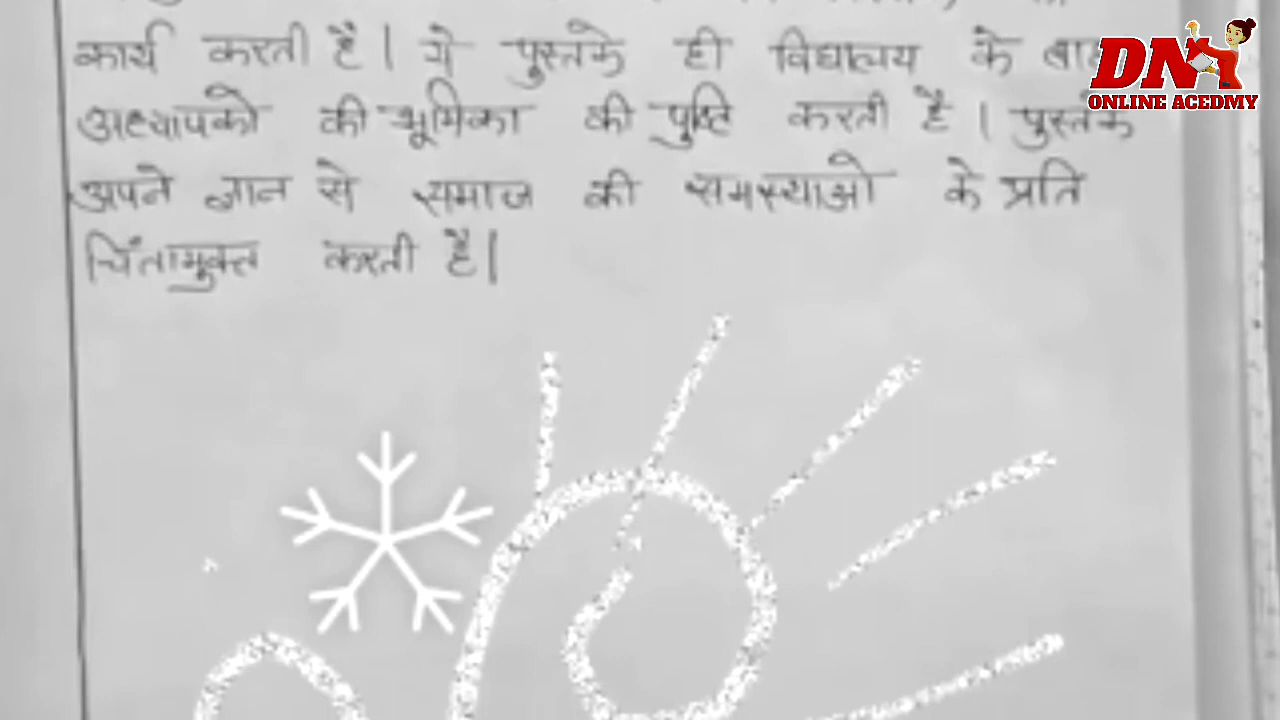 कार्य करती है। ये पुस्तके ही विद्यालय के बाद
अध्यापको की भूमिका की पुष्टि करती है। पुस्तके
अपने ज्ञान से समाज की समस्याओ के प्रति
चिंतामुक्त करती है।
DN
ONLINE ACEDMY